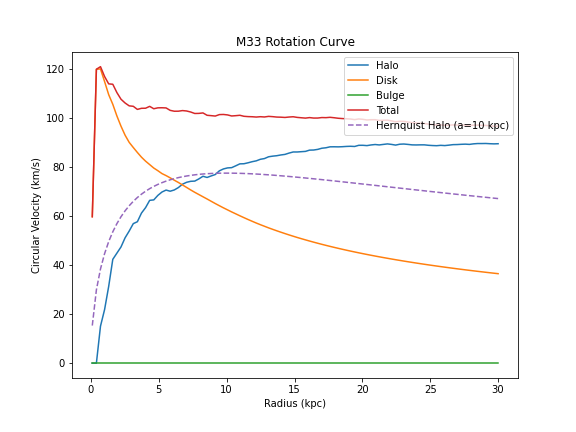 M33 Rotation Curve
Circular Velocity (km/s)
120
100
80
60
40
20
0
Halo
Disk
Bulge
Total
Hernquist Halo (a=10 kpc)
0 5 10 15 20 25 30
Radius (kpc)